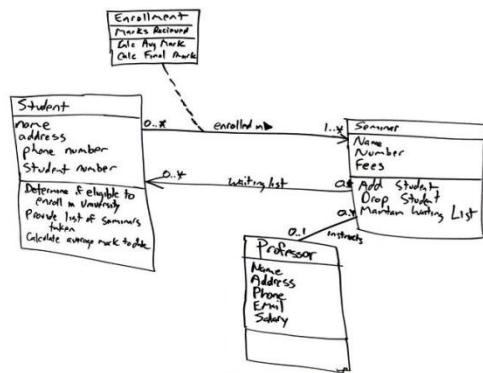 Enrollment
Marks Recieved
Calc Avg Mark
Calc Final Mark
Student
name
address
phone number
Student number
Determine if eligible to
enroll in University
Provide list of Seminars
taken
Calculate average mark to date
0..*
enrolled in
1..*
0..*
Waiting list
0..*
Seminar
Name
Number
Fees
Add Student
Drop Student
Maintain Waiting List
0..*
instructs
0..1
Professor
Name
Address
Phone
Email
Salary